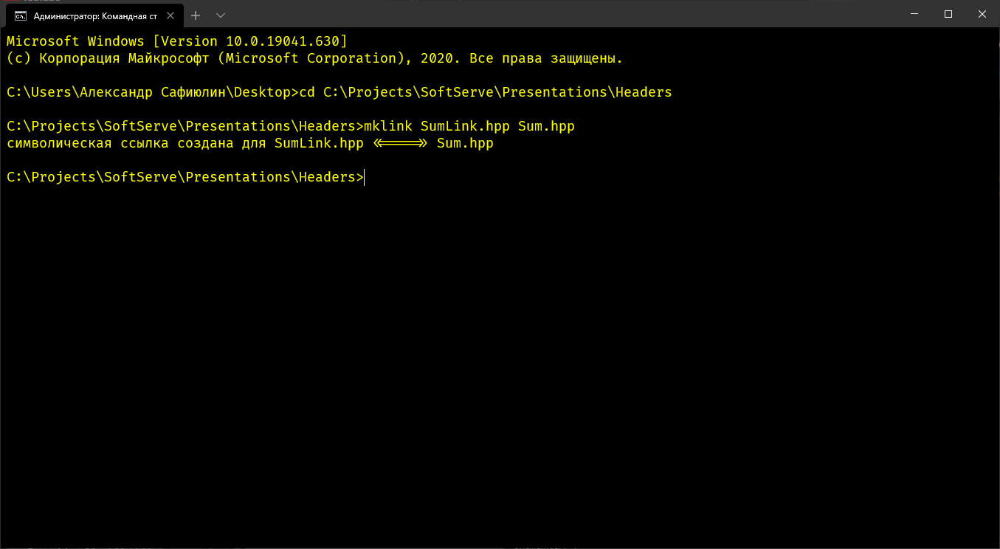 Администратор: Командная ст
Microsoft Windows [Version 10.0.19041.630]
(c) Корпорация Майкрософт (Microsoft Corporation), 2020. Все права защищены.
C:\Users\Александр Сафиюлин\Desktop>cd C:\Projects\SoftServe\Presentations\Headers
C:\Projects\SoftServe\Presentations\Headers>mklink SumLink.hpp Sum.hpp
символическая ссылка создана для SumLink.hpp <<===>> Sum.hpp
C:\Projects\SoftServe\Presentations\Headers>